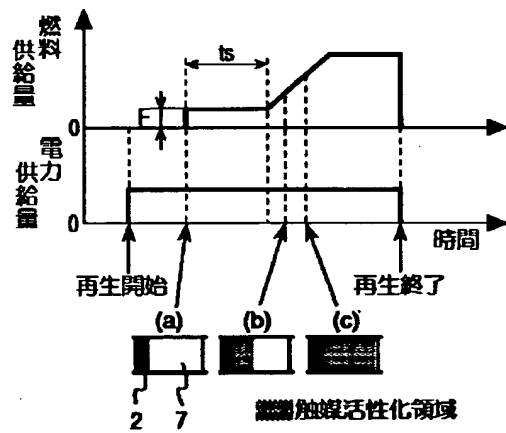 燃料供給量
ts
0
電力供給量
0
時間
再生開始
再生終了
(a)
(b)
(c)
2
7
触媒活性化領域